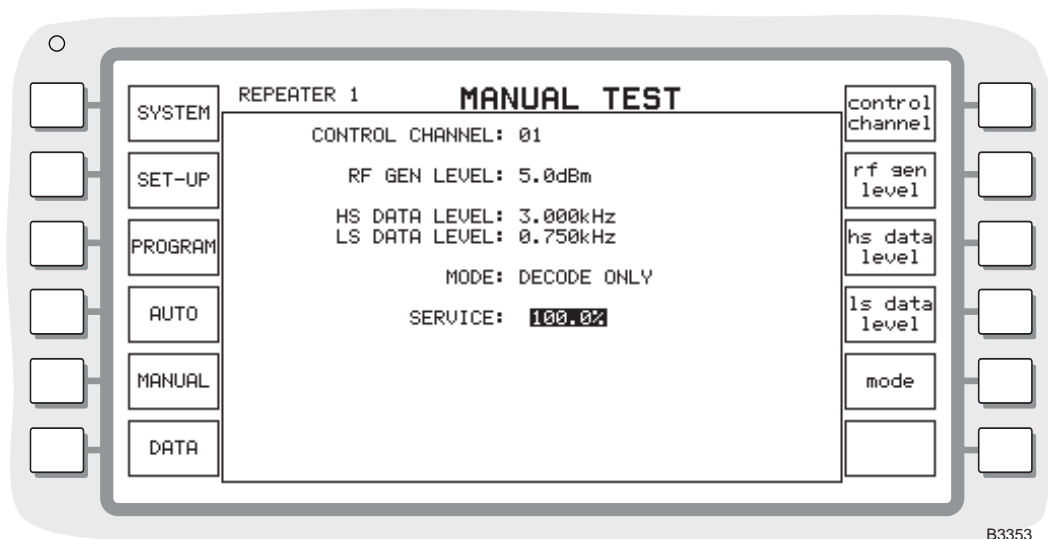 REPEATER 1
MANUAL TEST
SYSTEM
SET-UP
PROGRAM
AUTO
MANUAL
DATA
CONTROL CHANNEL: 01
RF GEN LEVEL: 5.0dBm
HS DATA LEVEL: 3.000kHz
LS DATA LEVEL: 0.750kHz
MODE: DECODE ONLY
SERVICE: 100.0%
control
channel
rf gen
level
hs data
level
ls data
level
mode
B3353